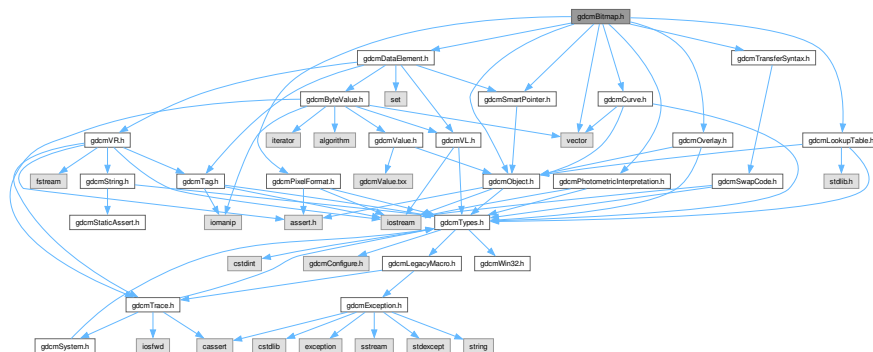 gdcmBitmap.h
gdcmDataElement.h
gdcmTransferSyntax.h
gdcmByteValue.h
set
gdcmSmartPointer.h
gdcmCurve.h
gdcmVR.h
iterator
algorithm
gdcmValue.h
gdcmVL.h
vector
gdcmOverlay.h
gdcmLookupTable.h
fstream
gdcmString.h
gdcmTag.h
gdcmPixelFormat.h
gdcmValue.txx
gdcmObject.h
gdcmPhotometricInterpretation.h
gdcmSwapCode.h
stdlib.h
gdcmStaticAssert.h
iomanip
assert.h
iostream
gdcmTypes.h
cstdint
gdcmConfigure.h
gdcmLegacyMacro.h
gdcmWin32.h
gdcmTrace.h
gdcmException.h
gdcmSystem.h
iosfwd
cassert
cstdlib
exception
sstream
stdexcept
string